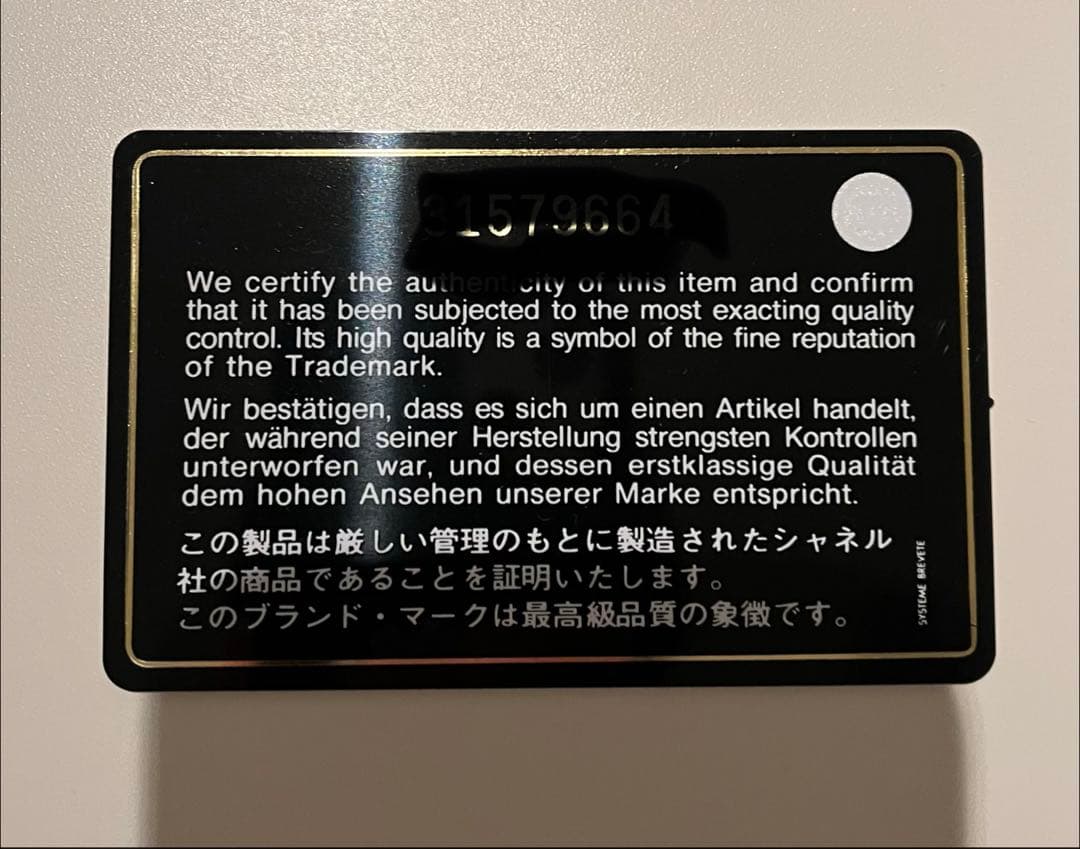 31579664
We certify the authenticity of this item and confirm
that it has been subjected to the most exacting quality
control. Its high quality is a symbol of the fine reputation
of the Trademark.
Wir bestätigen, dass es sich um einen Artikel handelt,
der während seiner Herstellung strengsten Kontrollen
unterworfen war, und dessen erstklassige Qualität
dem hohen Ansehen unserer Marke entspricht.
この製品は厳しい管理のもとに製造されたシャネル
社の商品であることを証明いたします。
このブランド・マークは最高級品質の象徴です。
SYSTEME BREVETE